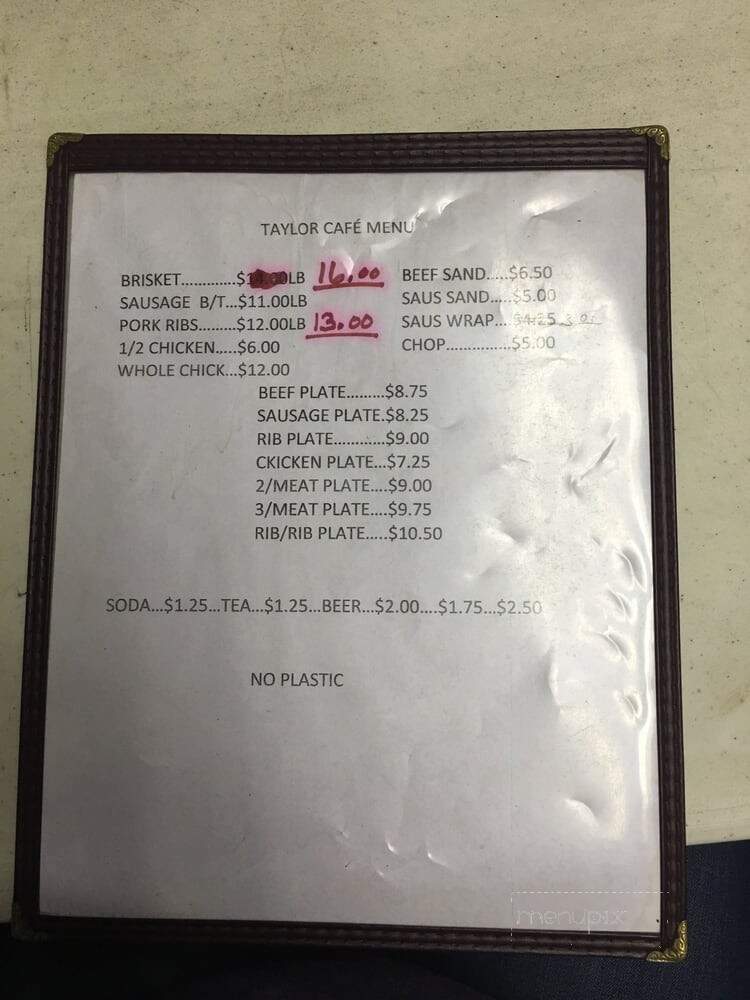 TAYLOR CAFÉ MENU
BRISKET.............$14.00LB 16.00 BEEF SAND.....$6.50
SAUSAGE B/T...$11.00LB SAUS SAND.....$5.00
PORK RIBS.........$12.00LB 13.00 SAUS WRAP...$4.25
1/2 CHICKEN.....$6.00 CHOP...............$5.00
WHOLE CHICK...$12.00
BEEF PLATE.........$8.75
SAUSAGE PLATE.$8.25
RIB PLATE............$9.00
CKICKEN PLATE...$7.25
2/MEAT PLATE....$9.00
3/MEAT PLATE....$9.75
RIB/RIB PLATE.....$10.50
SODA...$1.25...TEA...$1.25...BEER...$2.00....$1.75...$2.50
NO PLASTIC
menupix